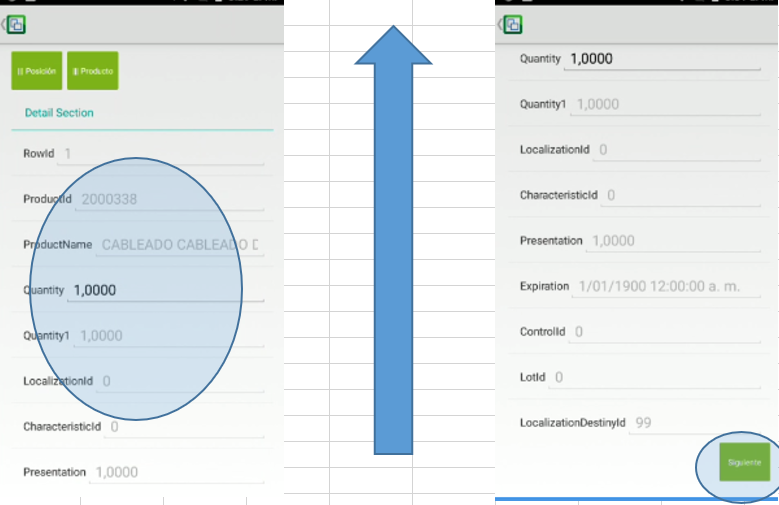 Posición Producto
Detail Section
RowId 1
ProductId 2000338
ProductName CABLEADO CABLEADO D
Quantity 1,0000
Quantity1 1,0000
LocalizationId 0
CharacteristicId 0
Presentation 1,0000
Quantity 1,0000
Quantity1 1,0000
LocalizationId 0
CharacteristicId 0
Presentation 1,0000
Expiration 1/01/1900 12:00:00 a. m.
ControlId 0
LotId 0
LocalizationDestinyId 99
Siguiente